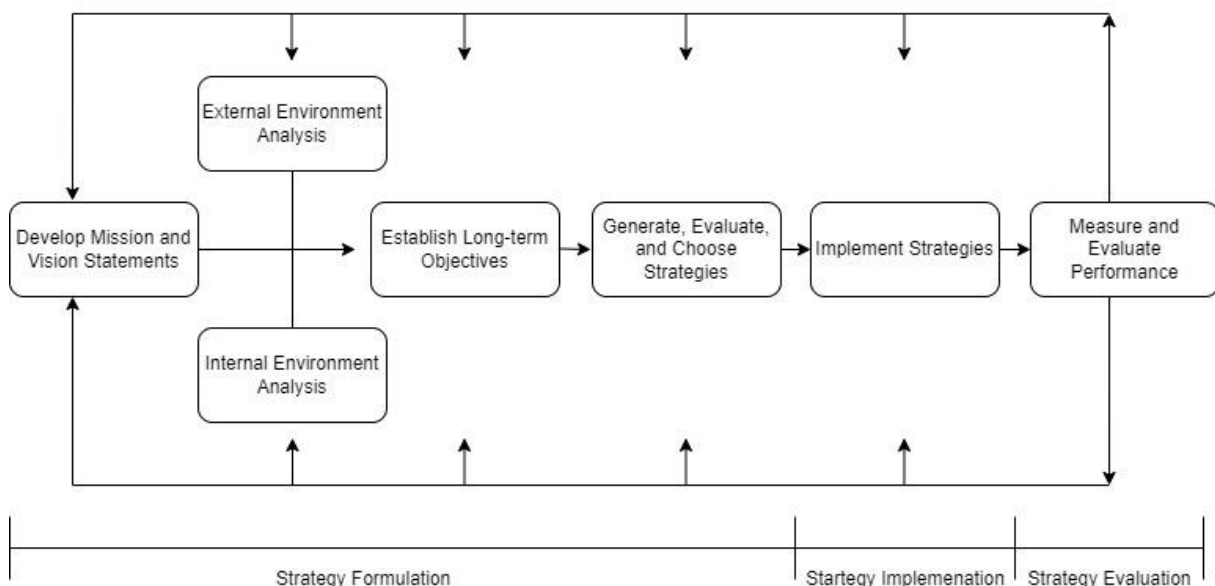 External Environment
Analysis
Develop Mission and
Vision Statements
Establish Long-term
Objectives
Generate, Evaluate,
and Choose
Strategies
Implement Strategies
Measure and
Evaluate
Performance
Internal Environment
Analysis
Strategy Formulation
Startegy Implemenation
Strategy Evaluation